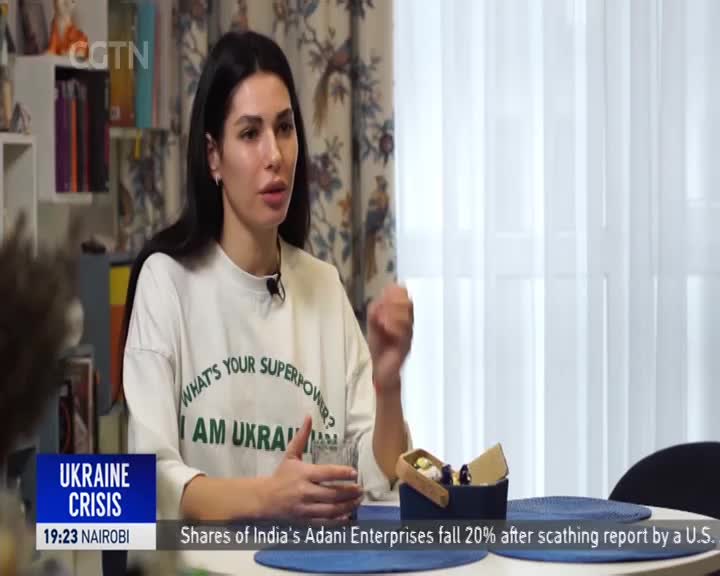 CGTN
WHAT'S YOUR SUPERPOWER?
I AM UKRAINIAN
UKRAINE
CRISIS
19:23 NAIROBI
Shares of India's Adani Enterprises fall 20% after scathing report by a U.S.